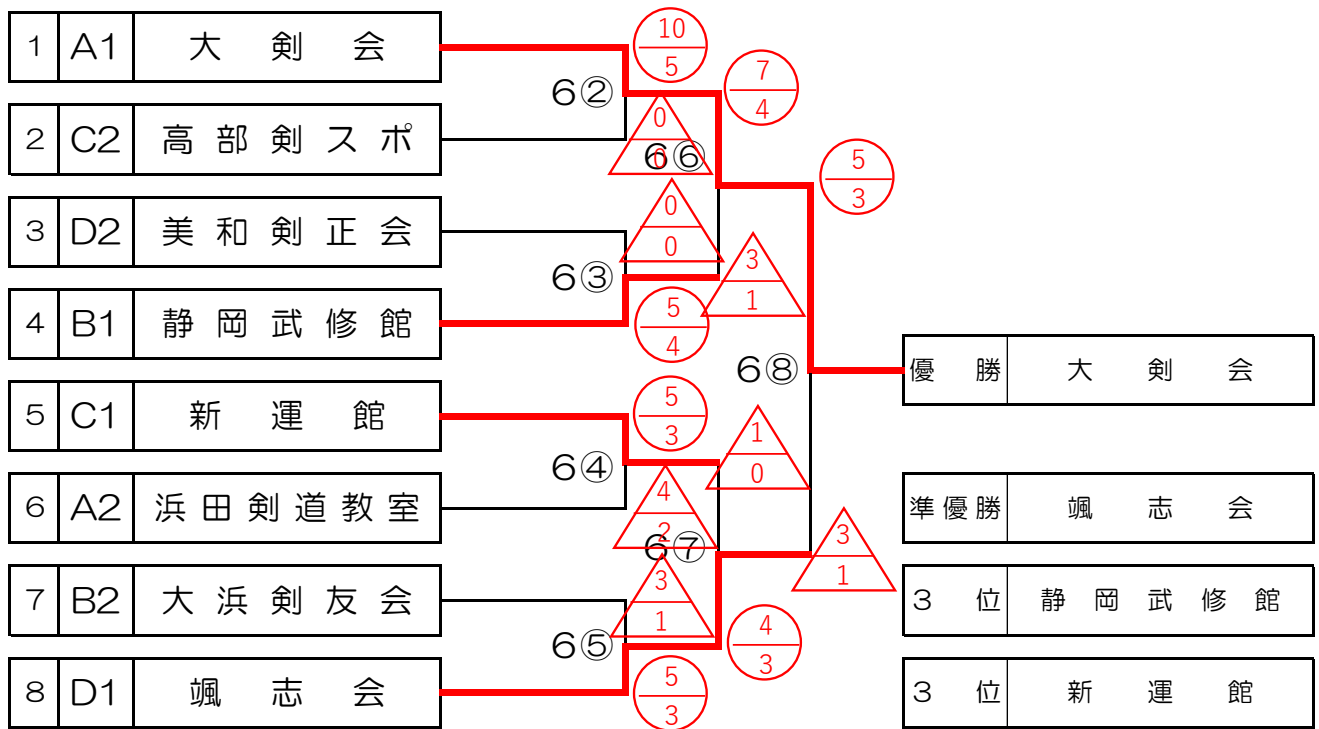 10
1 A1 大剣会
5
7
6②
4
0
2 C2 高部剣スポ
0
6⑥
5
3
0
3 D2 美和剣正会
0
3
6③
1
5
4 B1 静岡武修館
4
6⑧
優勝 大剣会
5
5 C1 新運館
3
1
6④
0
4
6 A2 浜田剣道教室
準優勝 颯志会
2
3
6⑦
1
3
7 B2 大浜剣友会
3位 静岡武修館
1
6⑤
4
3
5
8 D1 颯志会
3位 新運館
3